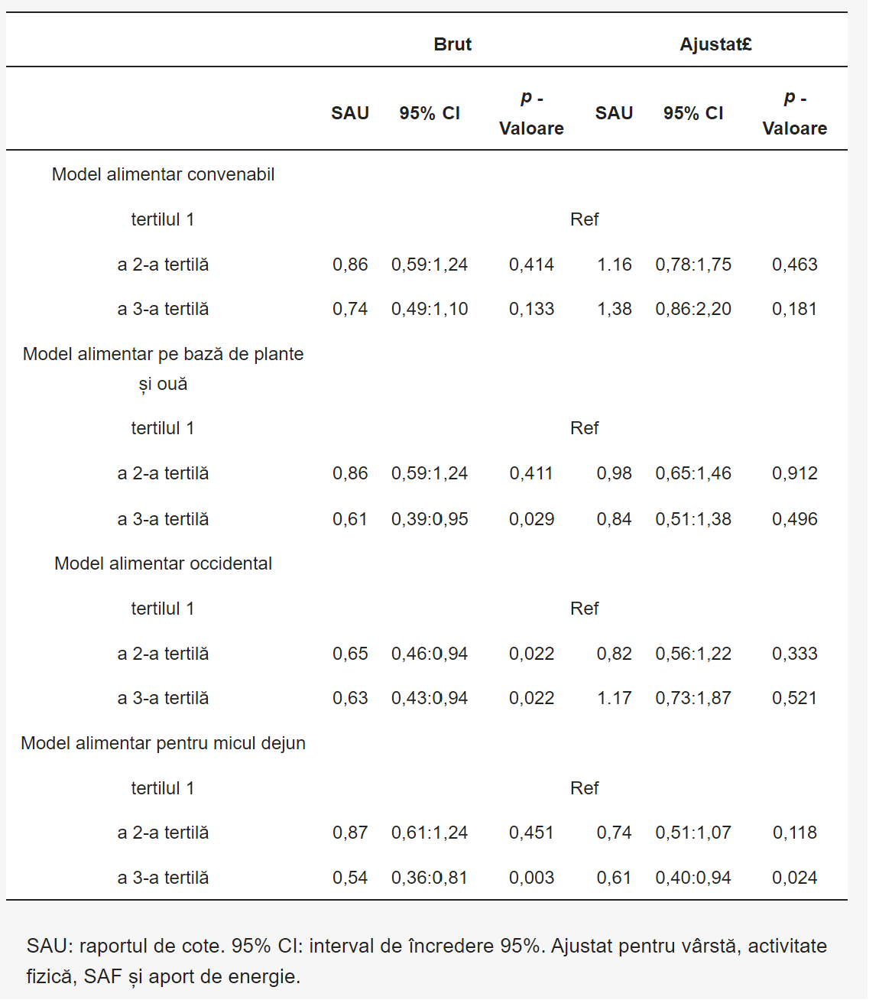 Brut Ajustat£
SAU 95% CI p - Valoare SAU 95% CI p - Valoare
Model alimentar convenabil
tertilul 1 Ref
a 2-a tertilă 0,86 0,59:1,24 0,414 1.16 0,78:1,75 0,463
a 3-a tertilă 0,74 0,49:1,10 0,133 1,38 0,86:2,20 0,181
Model alimentar pe bază de plante
și ouă
tertilul 1 Ref
a 2-a tertilă 0,86 0,59:1,24 0,411 0,98 0,65:1,46 0,912
a 3-a tertilă 0,61 0,39:0,95 0,029 0,84 0,51:1,38 0,496
Model alimentar occidental
tertilul 1 Ref
a 2-a tertilă 0,65 0,46:0,94 0,022 0,82 0,56:1,22 0,333
a 3-a tertilă 0,63 0,43:0,94 0,022 1.17 0,73:1,87 0,521
Model alimentar pentru micul dejun
tertilul 1 Ref
a 2-a tertilă 0,87 0,61:1,24 0,451 0,74 0,51:1,07 0,118
a 3-a tertilă 0,54 0,36:0,81 0,003 0,61 0,40:0,94 0,024
SAU: raportul de cote. 95% CI: interval de încredere 95%. Ajustat pentru vârstă, activitate
fizică, SAF și aport de energie.